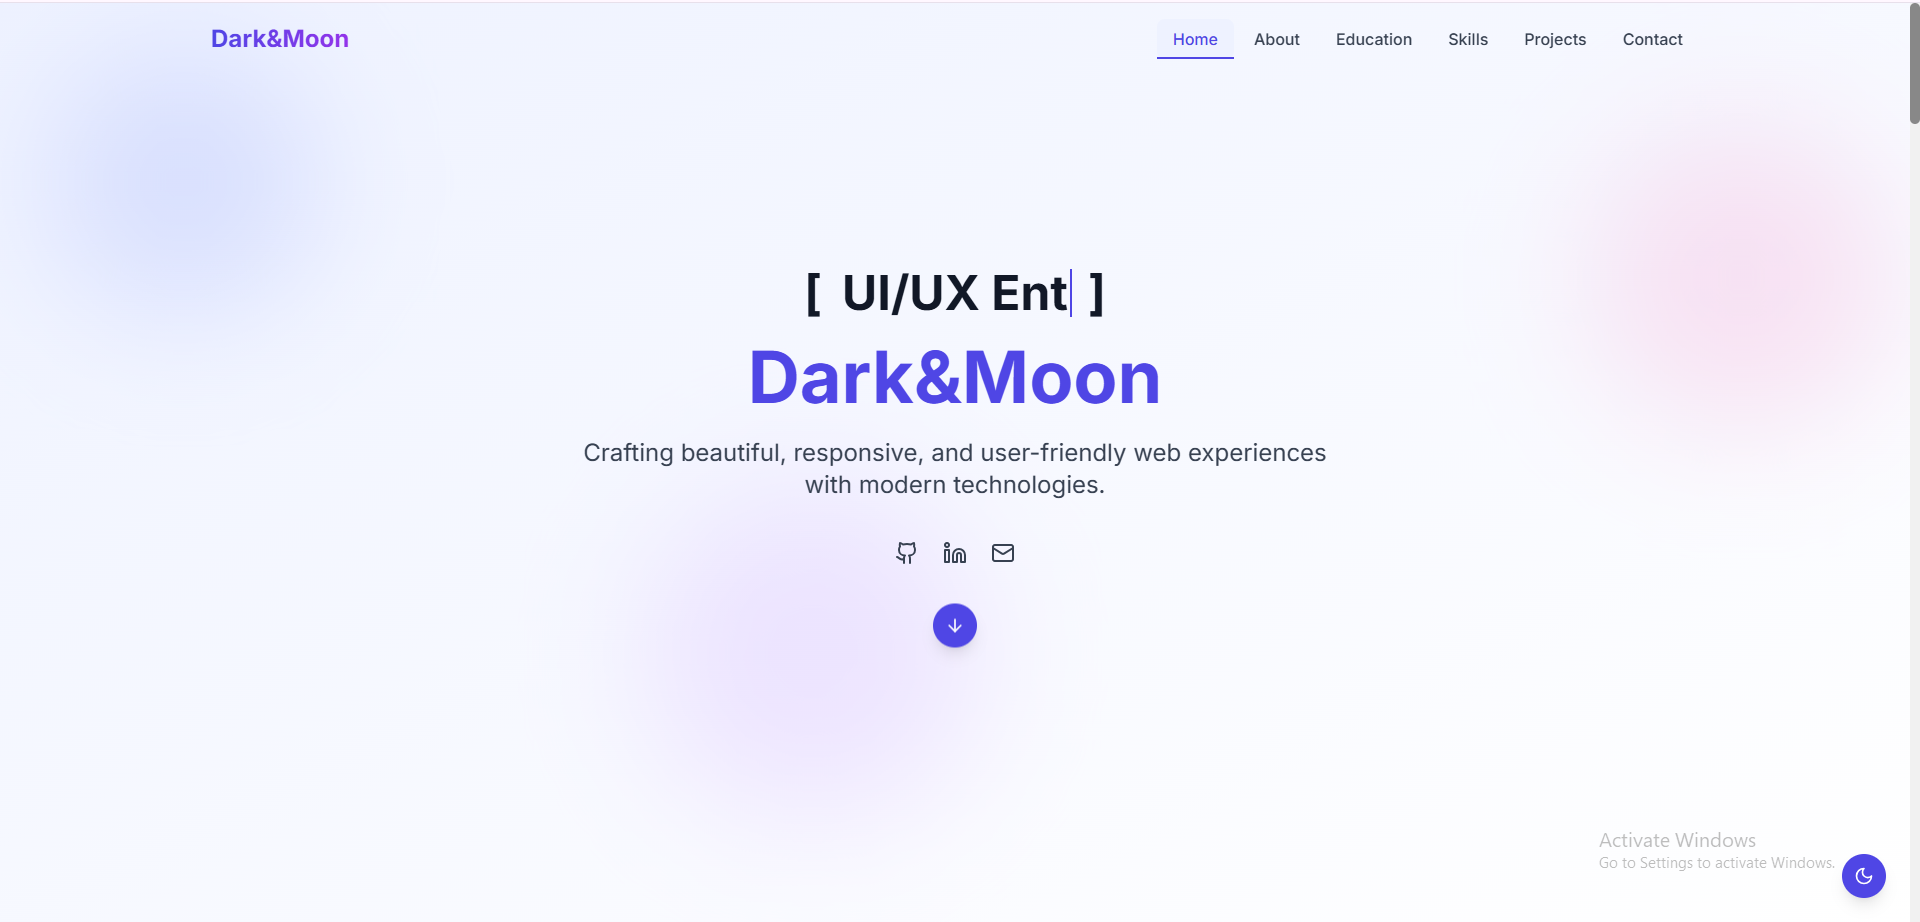 Dark&Moon
Home About Education Skills Projects Contact
[ UI/UX Ent ]
Dark&Moon
Crafting beautiful, responsive, and user-friendly web experiences
with modern technologies.
Activate Windows
Go to Settings to activate Windows.